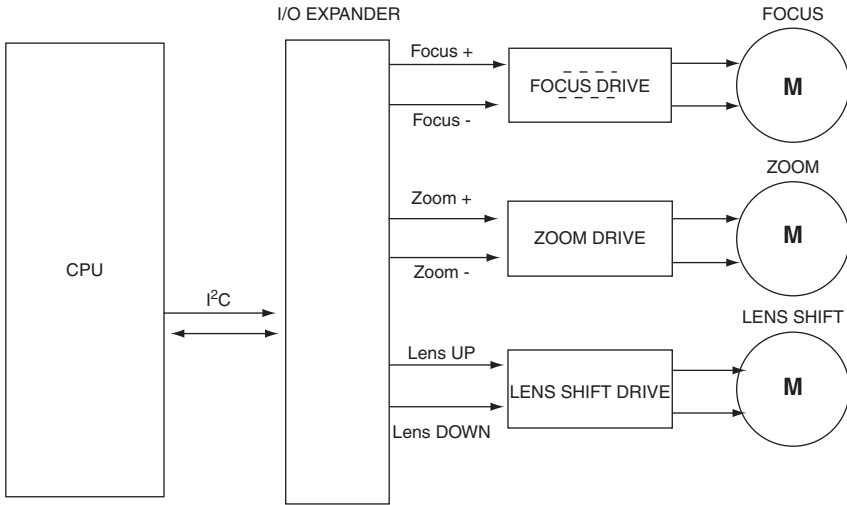 I/O EXPANDER
FOCUS
Focus +
FOCUS DRIVE
M
Focus -
ZOOM
Zoom +
ZOOM DRIVE
M
Zoom -
CPU
I²C
LENS SHIFT
Lens UP
LENS SHIFT DRIVE
M
Lens DOWN